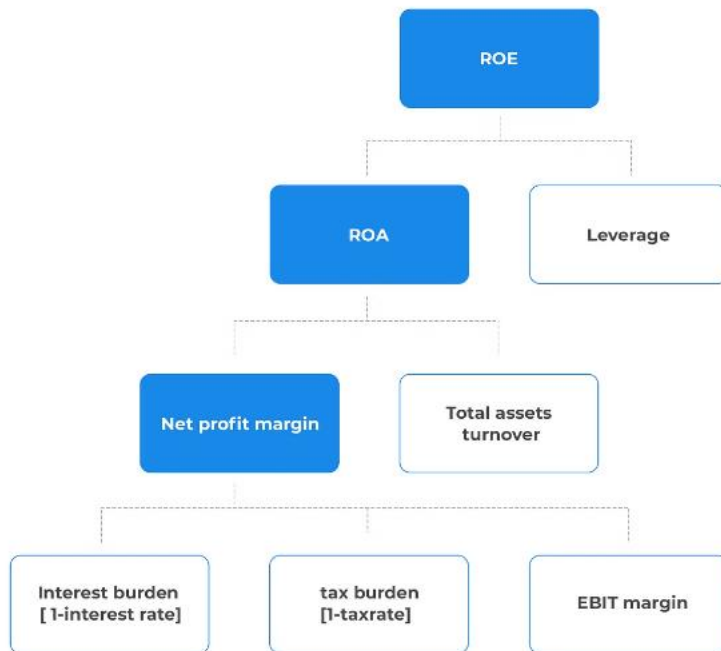 ROE
ROA
Leverage
Net profit margin
Total assets
turnover
Interest burden
[ 1-interest rate]
tax burden
[1-taxrate]
EBIT margin